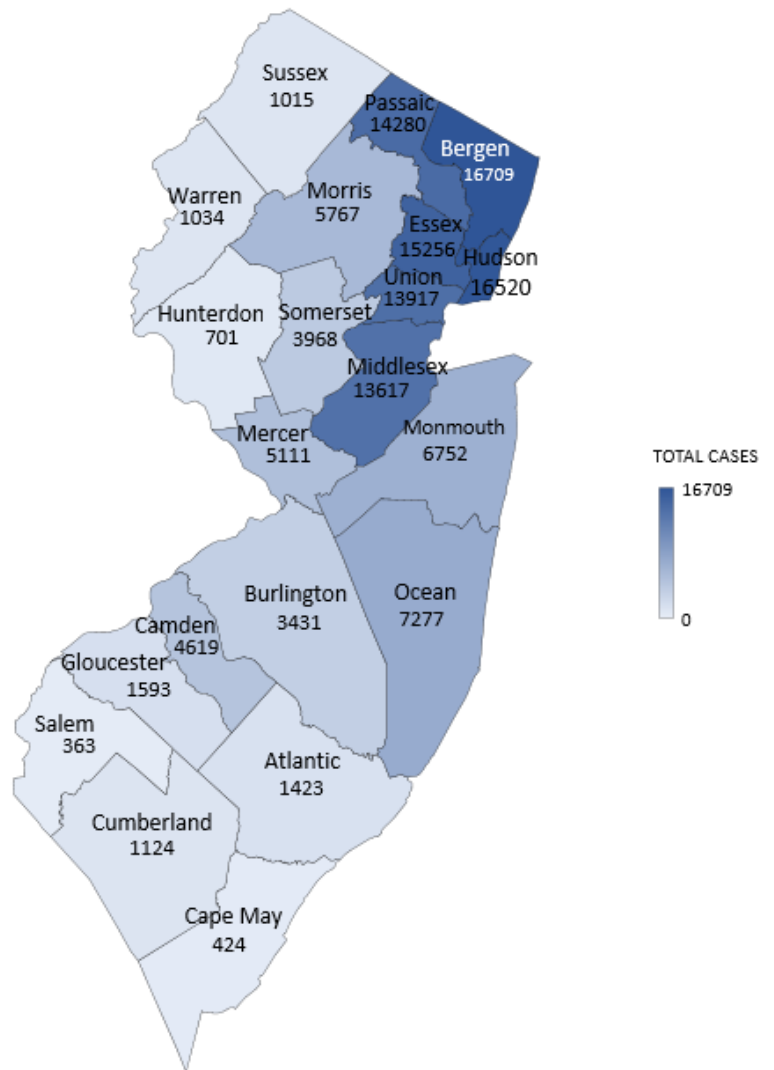 Sussex
1015
Passaic
14280
Bergen
16709
Warren
1034
Morris
5767
Essex
15256
Hudson
16520
Union
13917
Hunterdon
701
Somerset
3968
Middlesex
13617
Mercer
5111
Monmouth
6752
TOTAL CASES
16709
0
Burlington
3431
Ocean
7277
Camden
4619
Gloucester
1593
Salem
363
Atlantic
1423
Cumberland
1124
Cape May
424